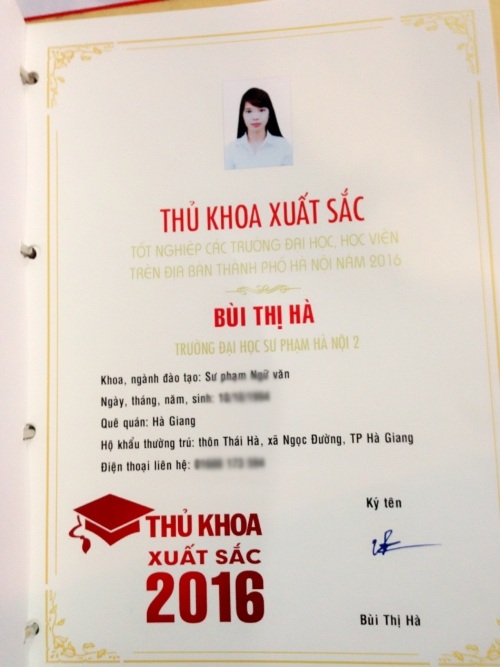 THỦ KHOA XUẤT SẮC
TỐT NGHIỆP CÁC TRƯỜNG ĐẠI HỌC, HỌC VIỆN
TRÊN ĐỊA BÀN THÀNH PHỐ HÀ NỘI NĂM 2016
BÙI THỊ HÀ
TRƯỜNG ĐẠI HỌC SƯ PHẠM HÀ NỘI 2
Khoa, ngành đào tạo: Sư phạm Ngữ văn
Ngày, tháng, năm, sinh:
Quê quán: Hà Giang
Hộ khẩu thường trú: thôn Thái Hà, xã Ngọc Đường, TP Hà Giang
Điện thoại liên hệ:
Ký tên
THỦ KHOA
XUẤT SẮC
2016
Bùi Thị Hà